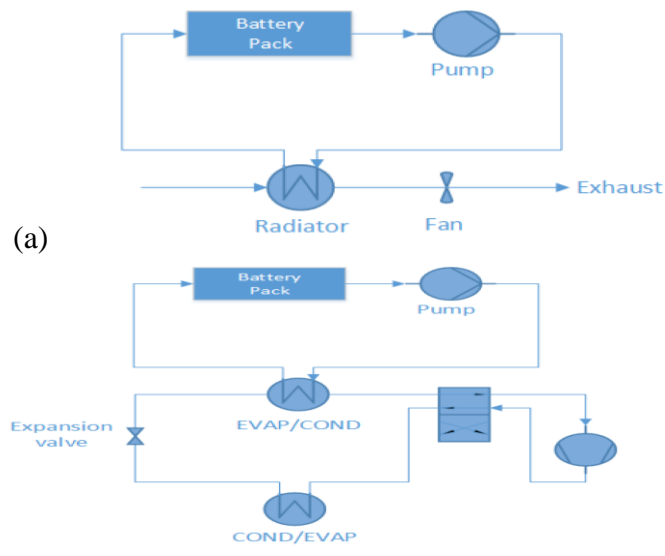 Battery
Pack
Pump
Radiator
Fan
Exhaust
(a)
Battery
Pack
Pump
EVAP/COND
Expansion
valve
COND/EVAP